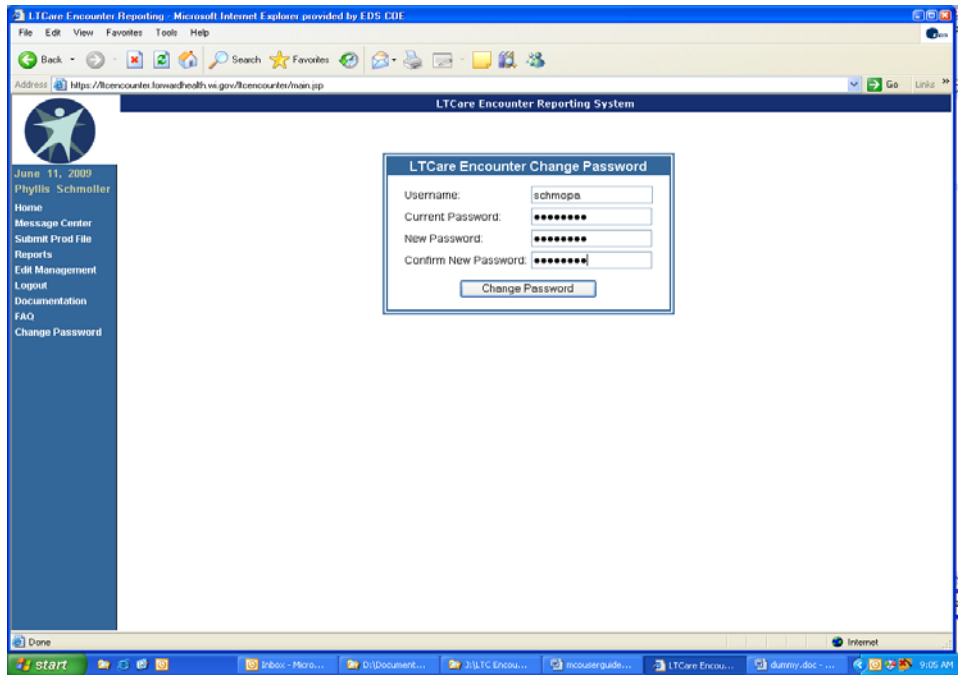 LTCare Encounter Reporting - Microsoft Internet Explorer provided by EDS COE
File Edit View Favorites Tools Help
Back Search Favorites
Address https://ltcencounter.forwardhealth.wi.gov/ltcencounter/main.jsp Go Links »
LTCare Encounter Reporting System
June 11, 2009
Phyllis Schmoller
Home
Message Center
Submit Prod File
Reports
Edit Management
Logout
Documentation
FAQ
Change Password
LTCare Encounter Change Password
Username: schmopa
Current Password: ••••••••
New Password: ••••••••
Confirm New Password: ••••••••
Change Password
Done Internet
start Inbox - Micro... D:\Document... J:\LTC Encou... mcouserguide... LTCare Encou... dummy.doc - ... 9:05 AM